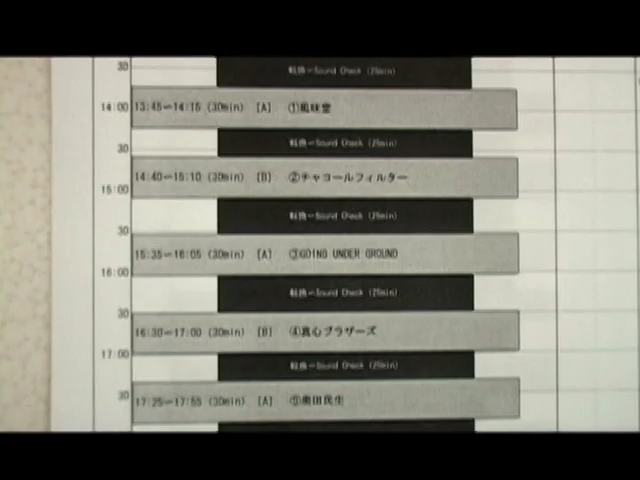 30
転換〜Sound Check (25min)
14:00
13:45〜14:15 (30min) [A] ①風味堂
30
転換〜Sound Check (25min)
14:40〜15:10 (30min) [B] ②チャコールフィルター
15:00
転換〜Sound Check (25min)
30
15:35〜16:05 (30min) [A] ③GOING UNDER GROUND
16:00
転換〜Sound Check (25min)
30
16:30〜17:00 (30min) [B] ④真心ブラザーズ
17:00
転換〜Sound Check (25min)
30
17:25〜17:55 (30min) [A] ⑤奥田民生